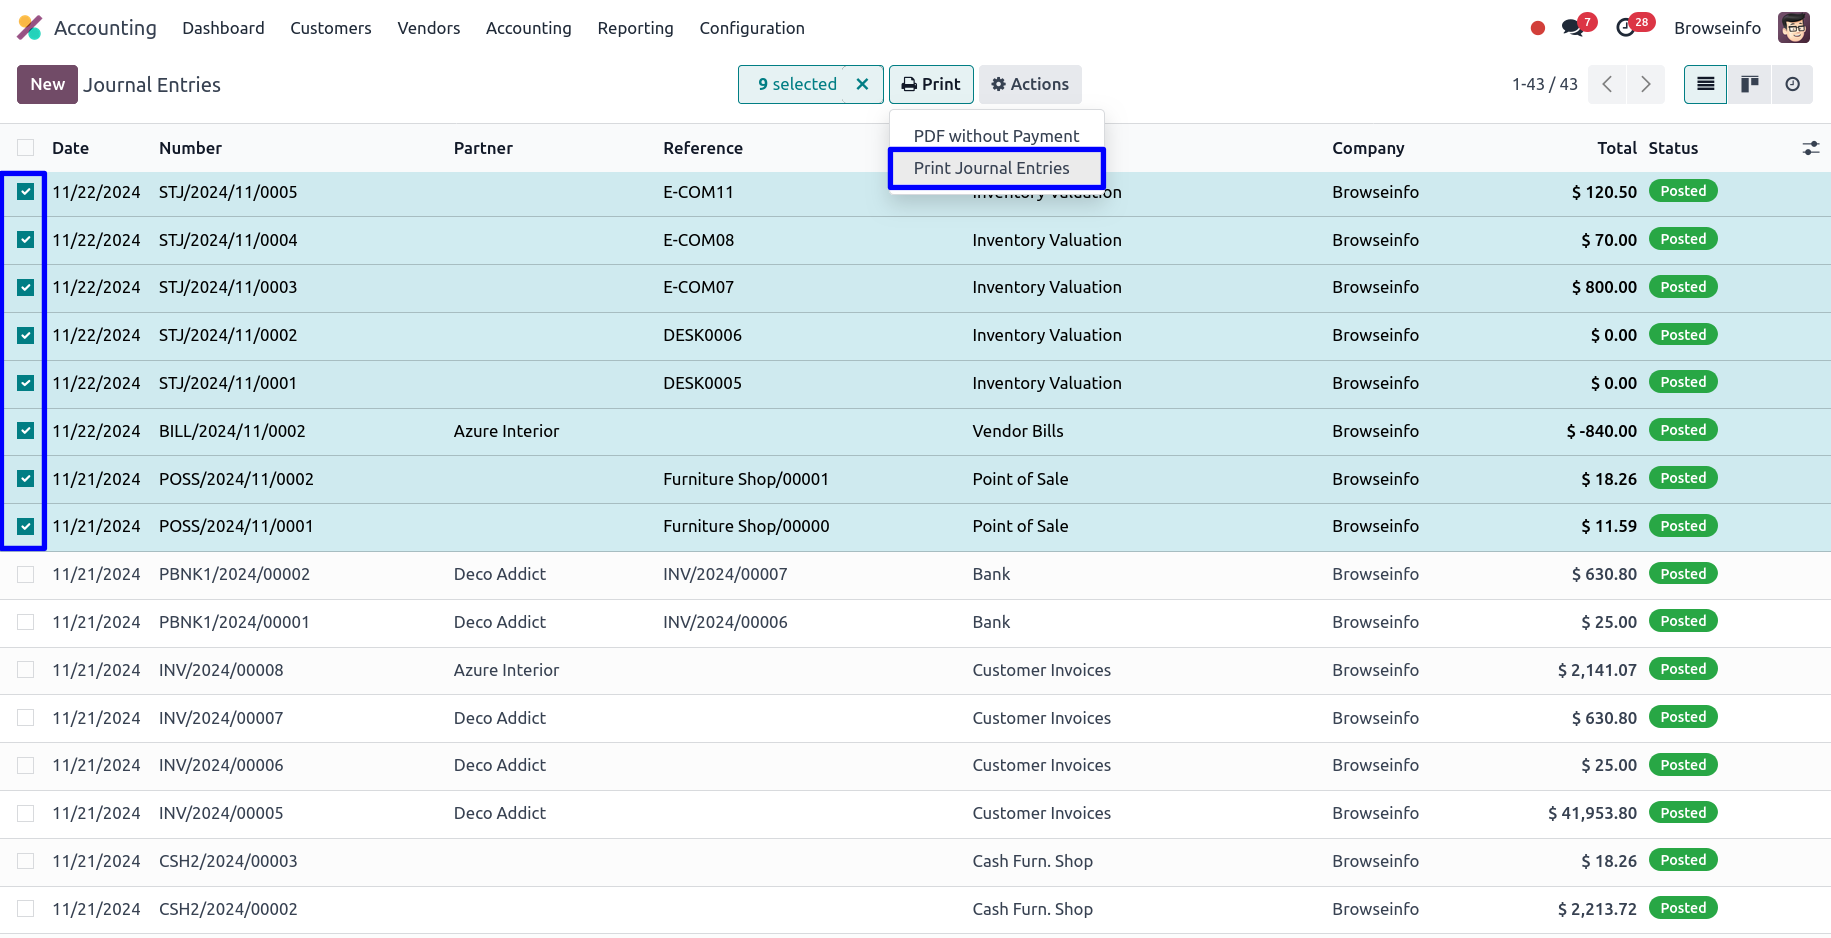 Accounting Dashboard Customers Vendors Accounting Reporting Configuration 7 28 Browseinfo
New Journal Entries 9 selected Print Actions 1-43 / 43
PDF without Payment
Print Journal Entries
Date Number Partner Reference Company Total Status
11/22/2024 STJ/2024/11/0005 E-COM11 Inventory Valuation Browseinfo $ 120.50 Posted
11/22/2024 STJ/2024/11/0004 E-COM08 Inventory Valuation Browseinfo $ 70.00 Posted
11/22/2024 STJ/2024/11/0003 E-COM07 Inventory Valuation Browseinfo $ 800.00 Posted
11/22/2024 STJ/2024/11/0002 DESK0006 Inventory Valuation Browseinfo $ 0.00 Posted
11/22/2024 STJ/2024/11/0001 DESK0005 Inventory Valuation Browseinfo $ 0.00 Posted
11/22/2024 BILL/2024/11/0002 Azure Interior Vendor Bills Browseinfo $ -840.00 Posted
11/21/2024 POSS/2024/11/0002 Furniture Shop/00001 Point of Sale Browseinfo $ 18.26 Posted
11/21/2024 POSS/2024/11/0001 Furniture Shop/00000 Point of Sale Browseinfo $ 11.59 Posted
11/21/2024 PBNK1/2024/00002 Deco Addict INV/2024/00007 Bank Browseinfo $ 630.80 Posted
11/21/2024 PBNK1/2024/00001 Deco Addict INV/2024/00006 Bank Browseinfo $ 25.00 Posted
11/21/2024 INV/2024/00008 Azure Interior Customer Invoices Browseinfo $ 2,141.07 Posted
11/21/2024 INV/2024/00007 Deco Addict Customer Invoices Browseinfo $ 630.80 Posted
11/21/2024 INV/2024/00006 Deco Addict Customer Invoices Browseinfo $ 25.00 Posted
11/21/2024 INV/2024/00005 Deco Addict Customer Invoices Browseinfo $ 41,953.80 Posted
11/21/2024 CSH2/2024/00003 Cash Furn. Shop Browseinfo $ 18.26 Posted
11/21/2024 CSH2/2024/00002 Cash Furn. Shop Browseinfo $ 2,213.72 Posted